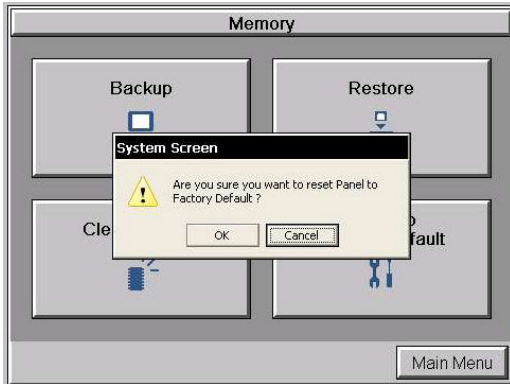 Memory
Backup
Restore
System Screen
Are you sure you want to reset Panel to
Factory Default ?
OK
Cancel
Main Menu